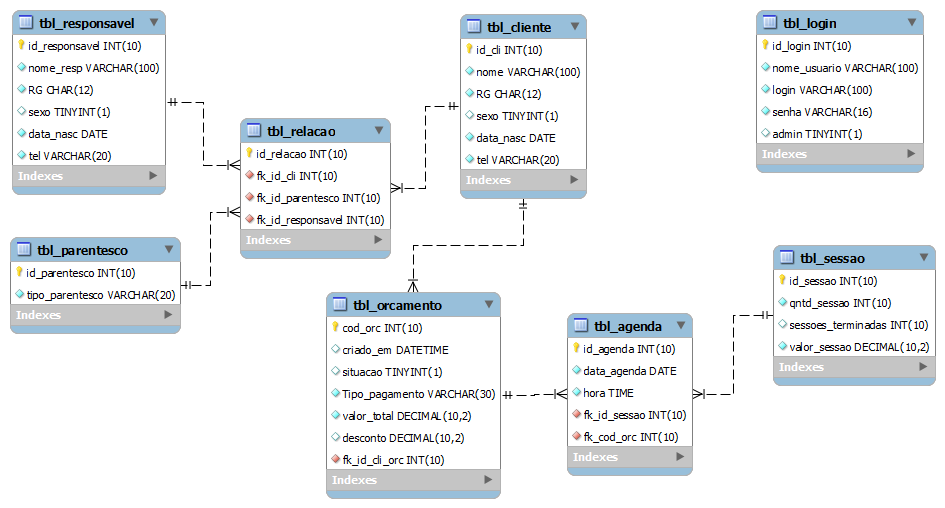 tbl_responsavel
id_responsavel INT(10)
nome_resp VARCHAR(100)
RG CHAR(12)
sexo TINYINT(1)
data_nasc DATE
tel VARCHAR(20)
Indexes
tbl_cliente
id_cli INT(10)
nome VARCHAR(100)
RG CHAR(12)
sexo TINYINT(1)
data_nasc DATE
tel VARCHAR(20)
Indexes
tbl_login
id_login INT(10)
nome_usuario VARCHAR(100)
login VARCHAR(100)
senha VARCHAR(16)
admin TINYINT(1)
Indexes
tbl_relacao
id_relacao INT(10)
fk_id_cli INT(10)
fk_id_parentesco INT(10)
fk_id_responsavel INT(10)
Indexes
tbl_parentesco
id_parentesco INT(10)
tipo_parentesco VARCHAR(20)
Indexes
tbl_orcamento
cod_orc INT(10)
criado_em DATETIME
situacao TINYINT(1)
Tipo_pagamento VARCHAR(30)
valor_total DECIMAL(10,2)
desconto DECIMAL(10,2)
fk_id_cli_orc INT(10)
Indexes
tbl_agenda
id_agenda INT(10)
data_agenda DATE
hora TIME
fk_id_sessao INT(10)
fk_cod_orc INT(10)
Indexes
tbl_sessao
id_sessao INT(10)
qntd_sessao INT(10)
sessoes_terminadas INT(10)
valor_sessao DECIMAL(10,2)
Indexes